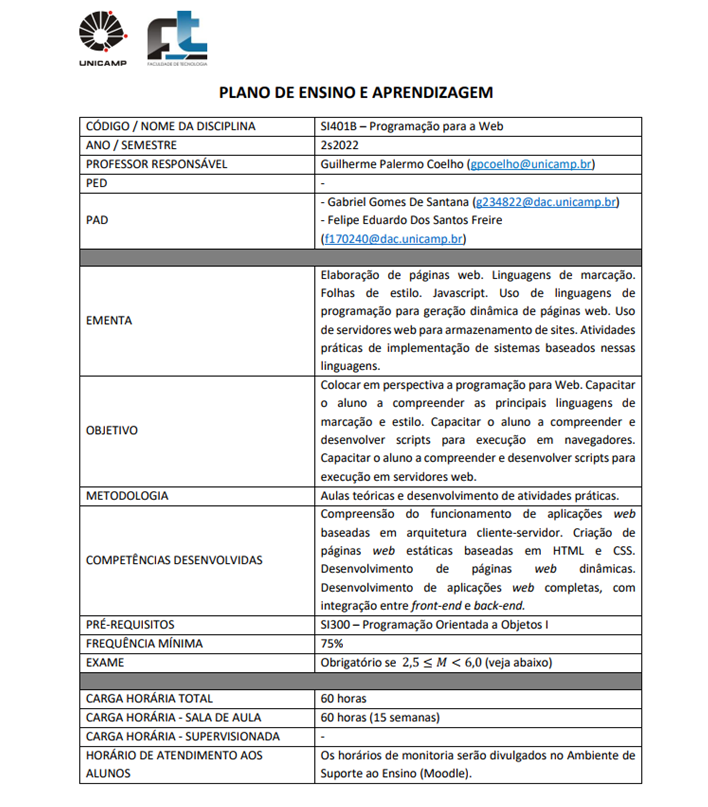 UNICAMP
FACULDADE DE TECNOLOGIA
PLANO DE ENSINO E APRENDIZAGEM
CÓDIGO / NOME DA DISCIPLINA
SI401B – Programação para a Web
ANO / SEMESTRE
2s2022
PROFESSOR RESPONSÁVEL
Guilherme Palermo Coelho (gpcoelho@unicamp.br)
PED
-
PAD
- Gabriel Gomes De Santana (g234822@dac.unicamp.br)
- Felipe Eduardo Dos Santos Freire
(f170240@dac.unicamp.br)
EMENTA
Elaboração de páginas web. Linguagens de marcação.
Folhas de estilo. Javascript. Uso de linguagens de
programação para geração dinâmica de páginas web. Uso
de servidores web para armazenamento de sites. Atividades
práticas de implementação de sistemas baseados nessas
linguagens.
OBJETIVO
Colocar em perspectiva a programação para Web. Capacitar
o aluno a compreender as principais linguagens de
marcação e estilo. Capacitar o aluno a compreender e
desenvolver scripts para execução em navegadores.
Capacitar o aluno a compreender e desenvolver scripts para
execução em servidores web.
METODOLOGIA
Aulas teóricas e desenvolvimento de atividades práticas.
COMPETÊNCIAS DESENVOLVIDAS
Compreensão do funcionamento de aplicações web
baseadas em arquitetura cliente-servidor. Criação de
páginas web estáticas baseadas em HTML e CSS.
Desenvolvimento de páginas web dinâmicas.
Desenvolvimento de aplicações web completas, com
integração entre front-end e back-end.
PRÉ-REQUISITOS
SI300 – Programação Orientada a Objetos I
FREQUÊNCIA MÍNIMA
75%
EXAME
Obrigatório se 2,5 ≤ M < 6,0 (veja abaixo)
CARGA HORÁRIA TOTAL
60 horas
CARGA HORÁRIA - SALA DE AULA
60 horas (15 semanas)
CARGA HORÁRIA - SUPERVISIONADA
-
HORÁRIO DE ATENDIMENTO AOS
ALUNOS
Os horários de monitoria serão divulgados no Ambiente de
Suporte ao Ensino (Moodle).